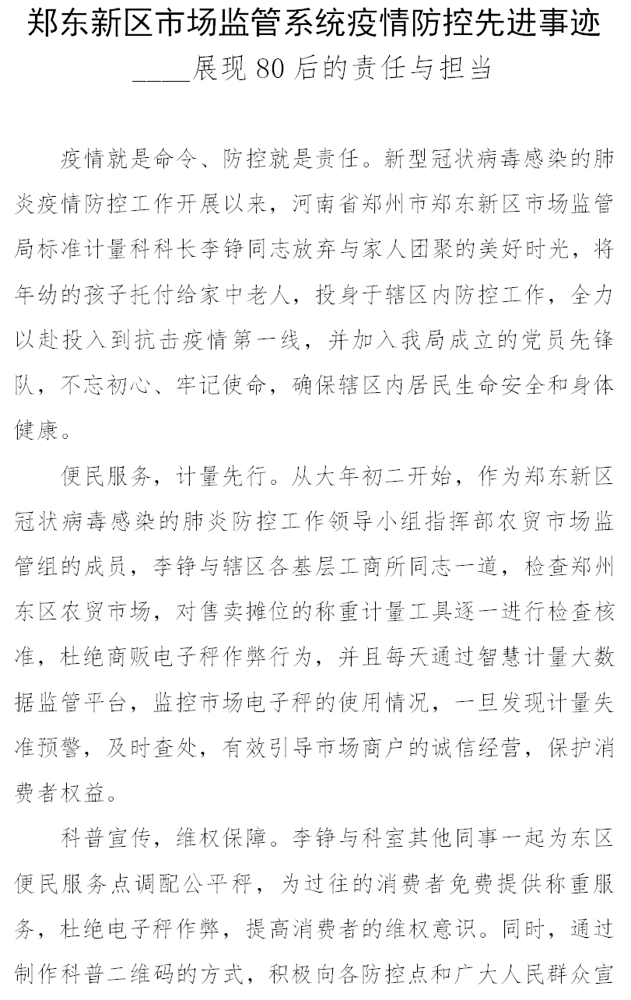 郑东新区市场监管系统疫情防控先进事迹
____展现 80 后的责任与担当
疫情就是命令、防控就是责任。新型冠状病毒感染的肺
炎疫情防控工作开展以来，河南省郑州市郑东新区市场监管
局标准计量科科长李铮同志放弃与家人团聚的美好时光，将
年幼的孩子托付给家中老人，投身于辖区内防控工作，全力
以赴投入到抗击疫情第一线，并加入我局成立的党员先锋
队，不忘初心、牢记使命，确保辖区内居民生命安全和身体
健康。
便民服务，计量先行。从大年初二开始，作为郑东新区
冠状病毒感染的肺炎防控工作领导小组指挥部农贸市场监
管组的成员，李铮与辖区各基层工商所同志一道，检查郑州
东区农贸市场，对售卖摊位的称重计量工具逐一进行检查核
准，杜绝商贩电子秤作弊行为，并且每天通过智慧计量大数
据监管平台，监控市场电子秤的使用情况，一旦发现计量失
准预警，及时查处，有效引导市场商户的诚信经营，保护消
费者权益。
科普宣传，维权保障。李铮与科室其他同事一起为东区
便民服务点调配公平秤，为过往的消费者免费提供称重服
务，杜绝电子秤作弊，提高消费者的维权意识。同时，通过
制作科普二维码的方式，积极向各防控点和广大人民群众宣